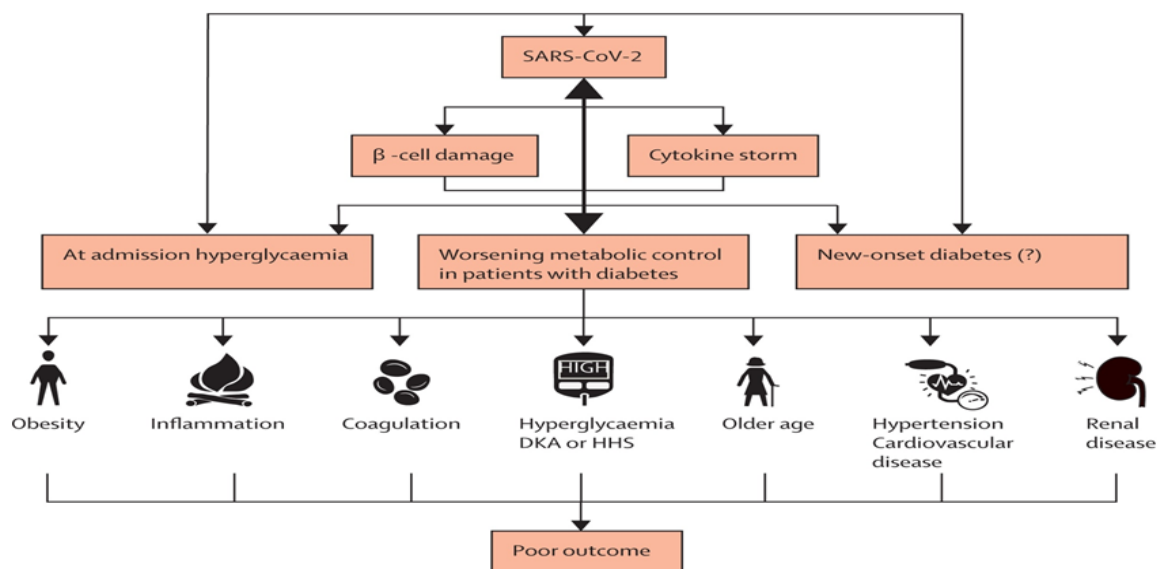 SARS-CoV-2
β -cell damage
Cytokine storm
At admission hyperglycaemia
Worsening metabolic control
in patients with diabetes
New-onset diabetes (?)
HIGH
Obesity
Inflammation
Coagulation
Hyperglycaemia
DKA or HHS
Older age
Hypertension
Cardiovascular
disease
Renal
disease
Poor outcome